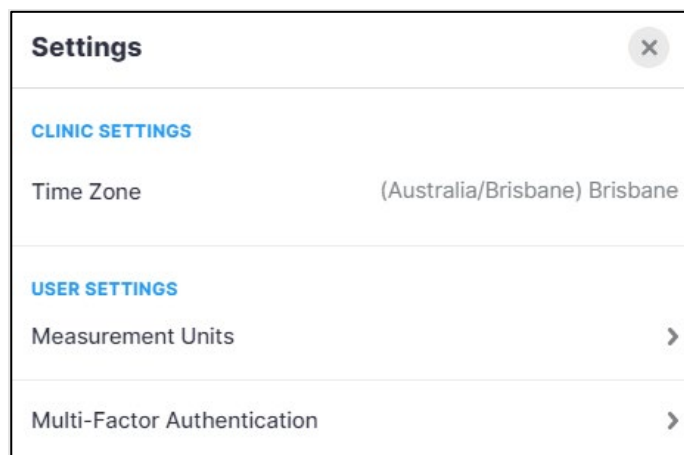 Settings
CLINIC SETTINGS
Time Zone (Australia/Brisbane) Brisbane
USER SETTINGS
Measurement Units
Multi-Factor Authentication